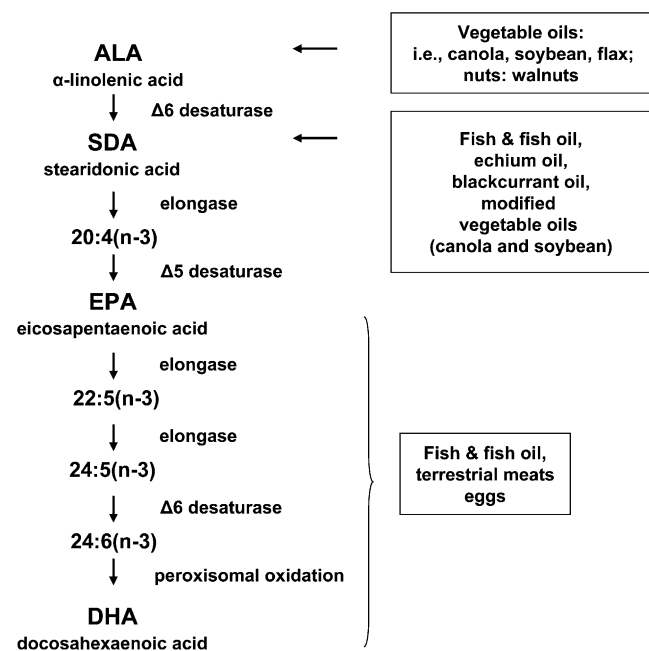 ALA
α-linolenic acid
Δ6 desaturase
SDA
stearidonic acid
elongase
20:4(n-3)
Δ5 desaturase
EPA
eicosapentaenoic acid
elongase
22:5(n-3)
elongase
24:5(n-3)
Δ6 desaturase
24:6(n-3)
peroxisomal oxidation
DHA
docosahexaenoic acid
Vegetable oils:
i.e., canola, soybean, flax;
nuts: walnuts
Fish & fish oil,
echium oil,
blackcurrant oil,
modified
vegetable oils
(canola and soybean)
Fish & fish oil,
terrestrial meats
eggs